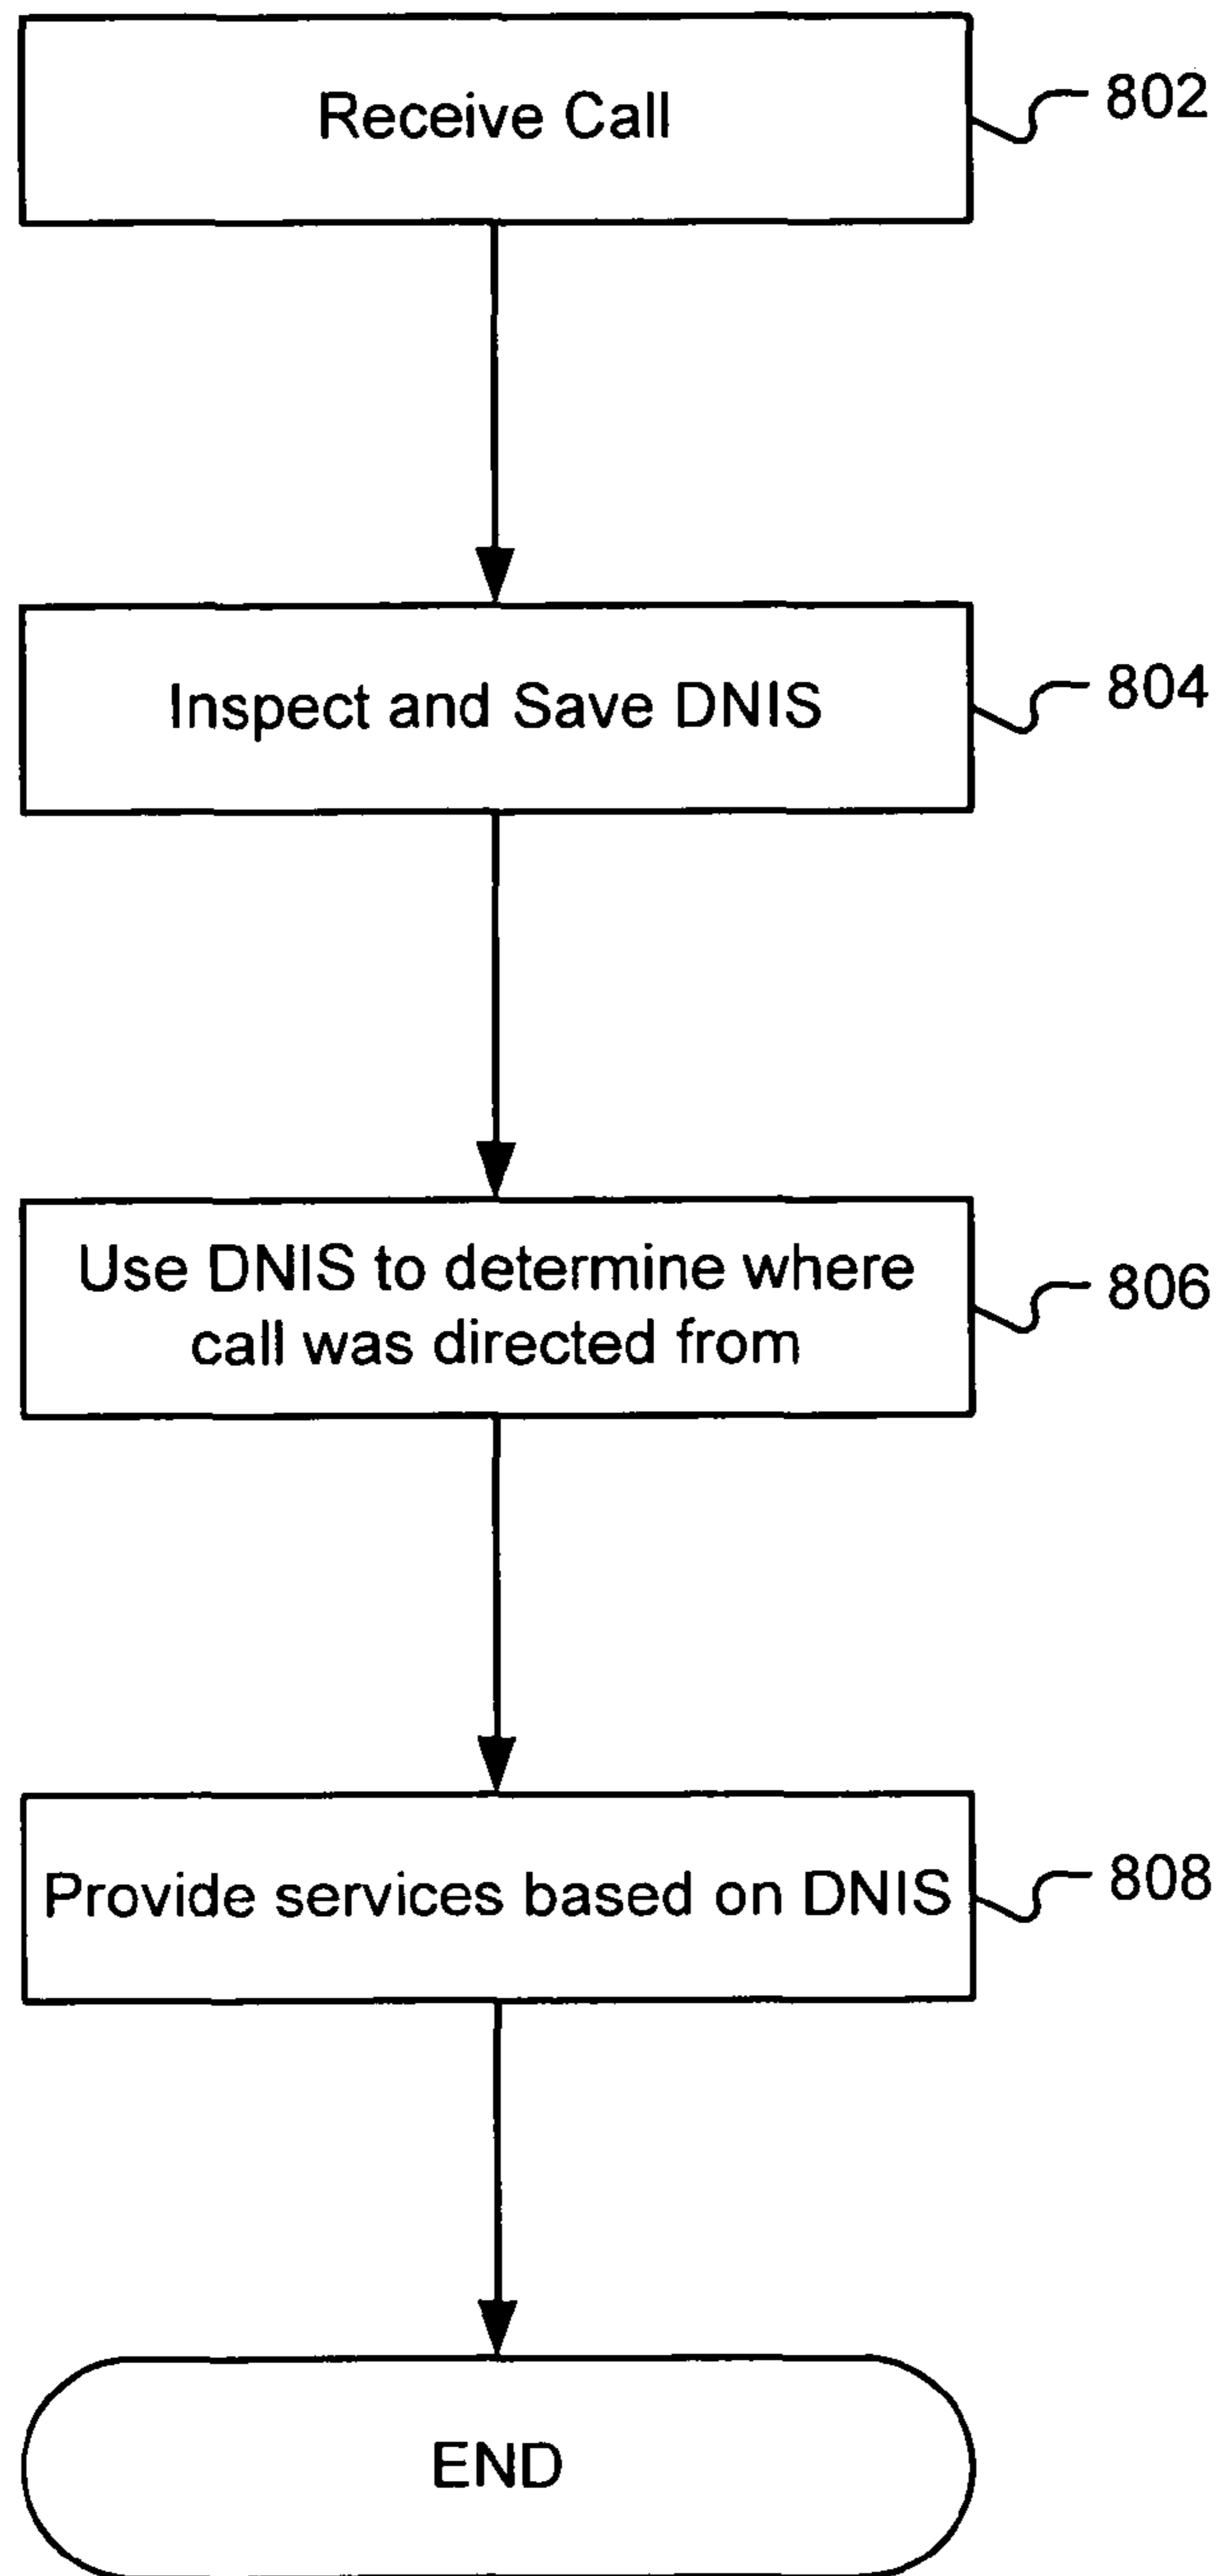 Receive Call
802
Inspect and Save DNIS
804
Use DNIS to determine where
call was directed from
806
Provide services based on DNIS
808
END